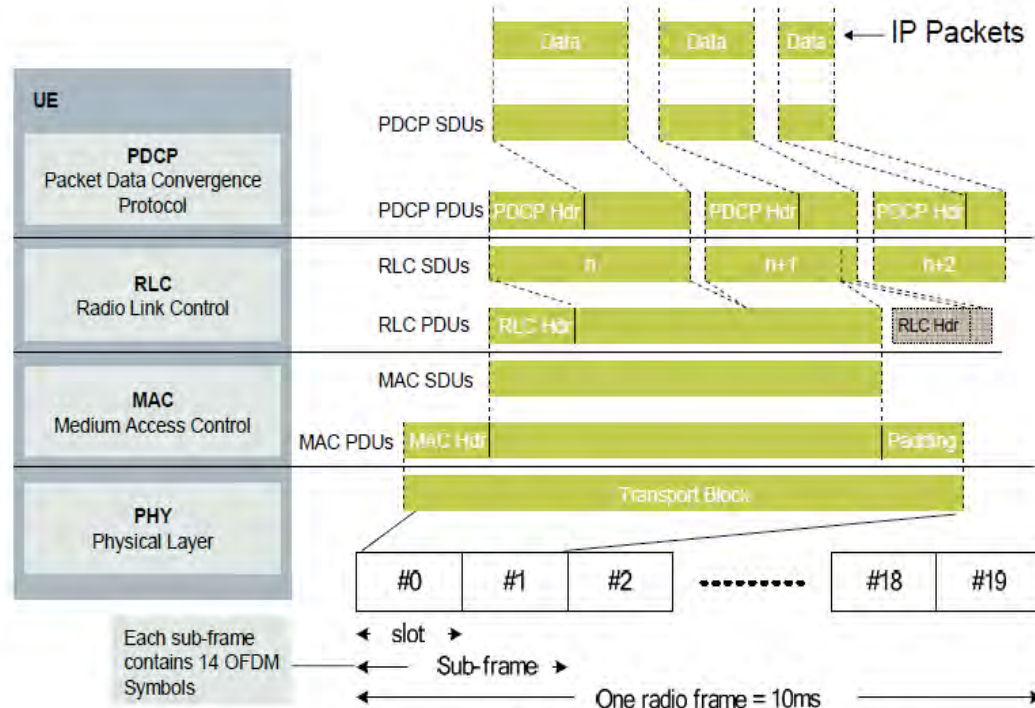 Data Data Data IP Packets
UE
PDCP SDUs
PDCP
Packet Data Convergence
Protocol
PDCP PDUs PDCP Hdr PDCP Hdr PDCP Hdr
RLC SDUs n n+1 n+2
RLC
Radio Link Control
RLC PDUs RLC Hdr RLC Hdr
MAC SDUs
MAC
Medium Access Control
MAC PDUs MAC Hdr Padding
Transport Block
PHY
Physical Layer
#0 #1 #2 #18 #19
slot
Each sub-frame
contains 14 OFDM
Symbols
Sub-frame
One radio frame = 10ms